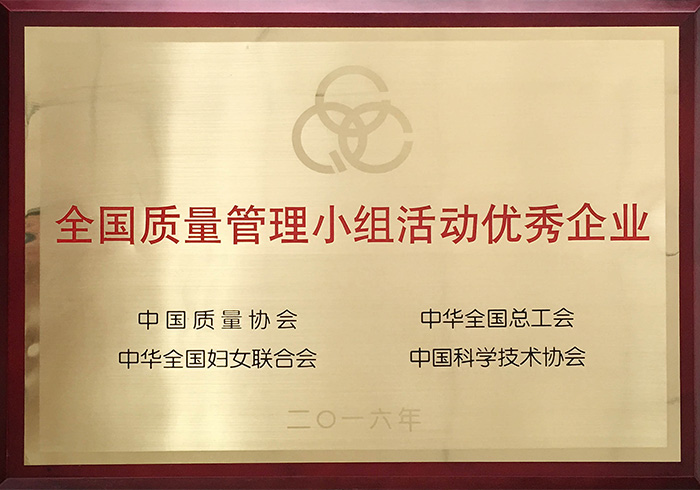 全国质量管理小组活动优秀企业
中国质量协会 中华全国总工会
中华全国妇女联合会 中国科学技术协会
二〇一六年